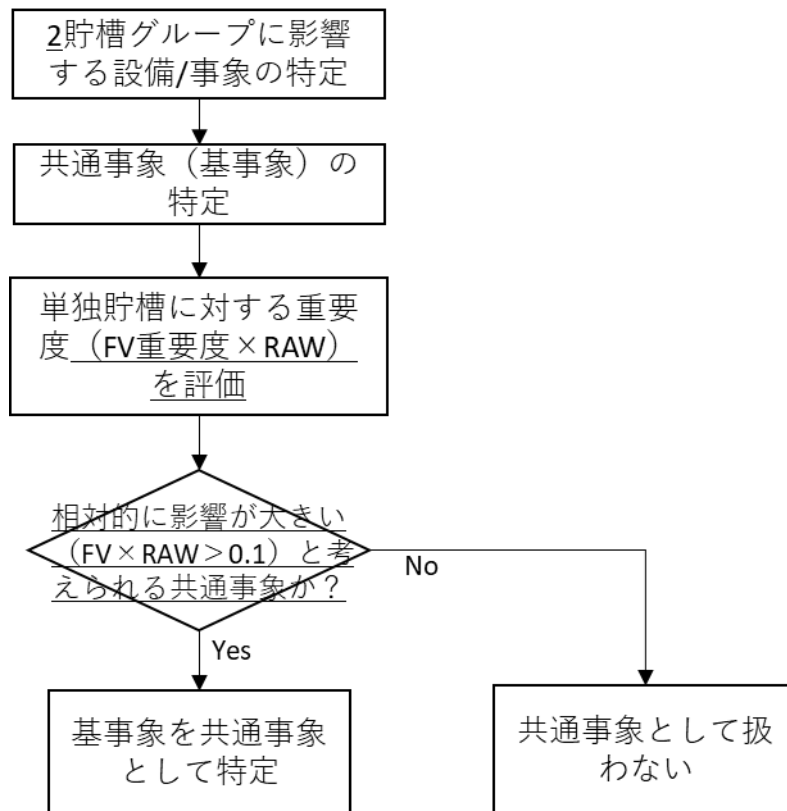 2貯槽グループに影響
する設備/事象の特定
共通事象（基事象）の
特定
単独貯槽に対する重要
度（FV重要度×RAW）
を評価
相対的に影響が大きい
（FV×RAW＞0.1）と考
えられる共通事象か？
No
Yes
基事象を共通事象
として特定
共通事象として扱
わない